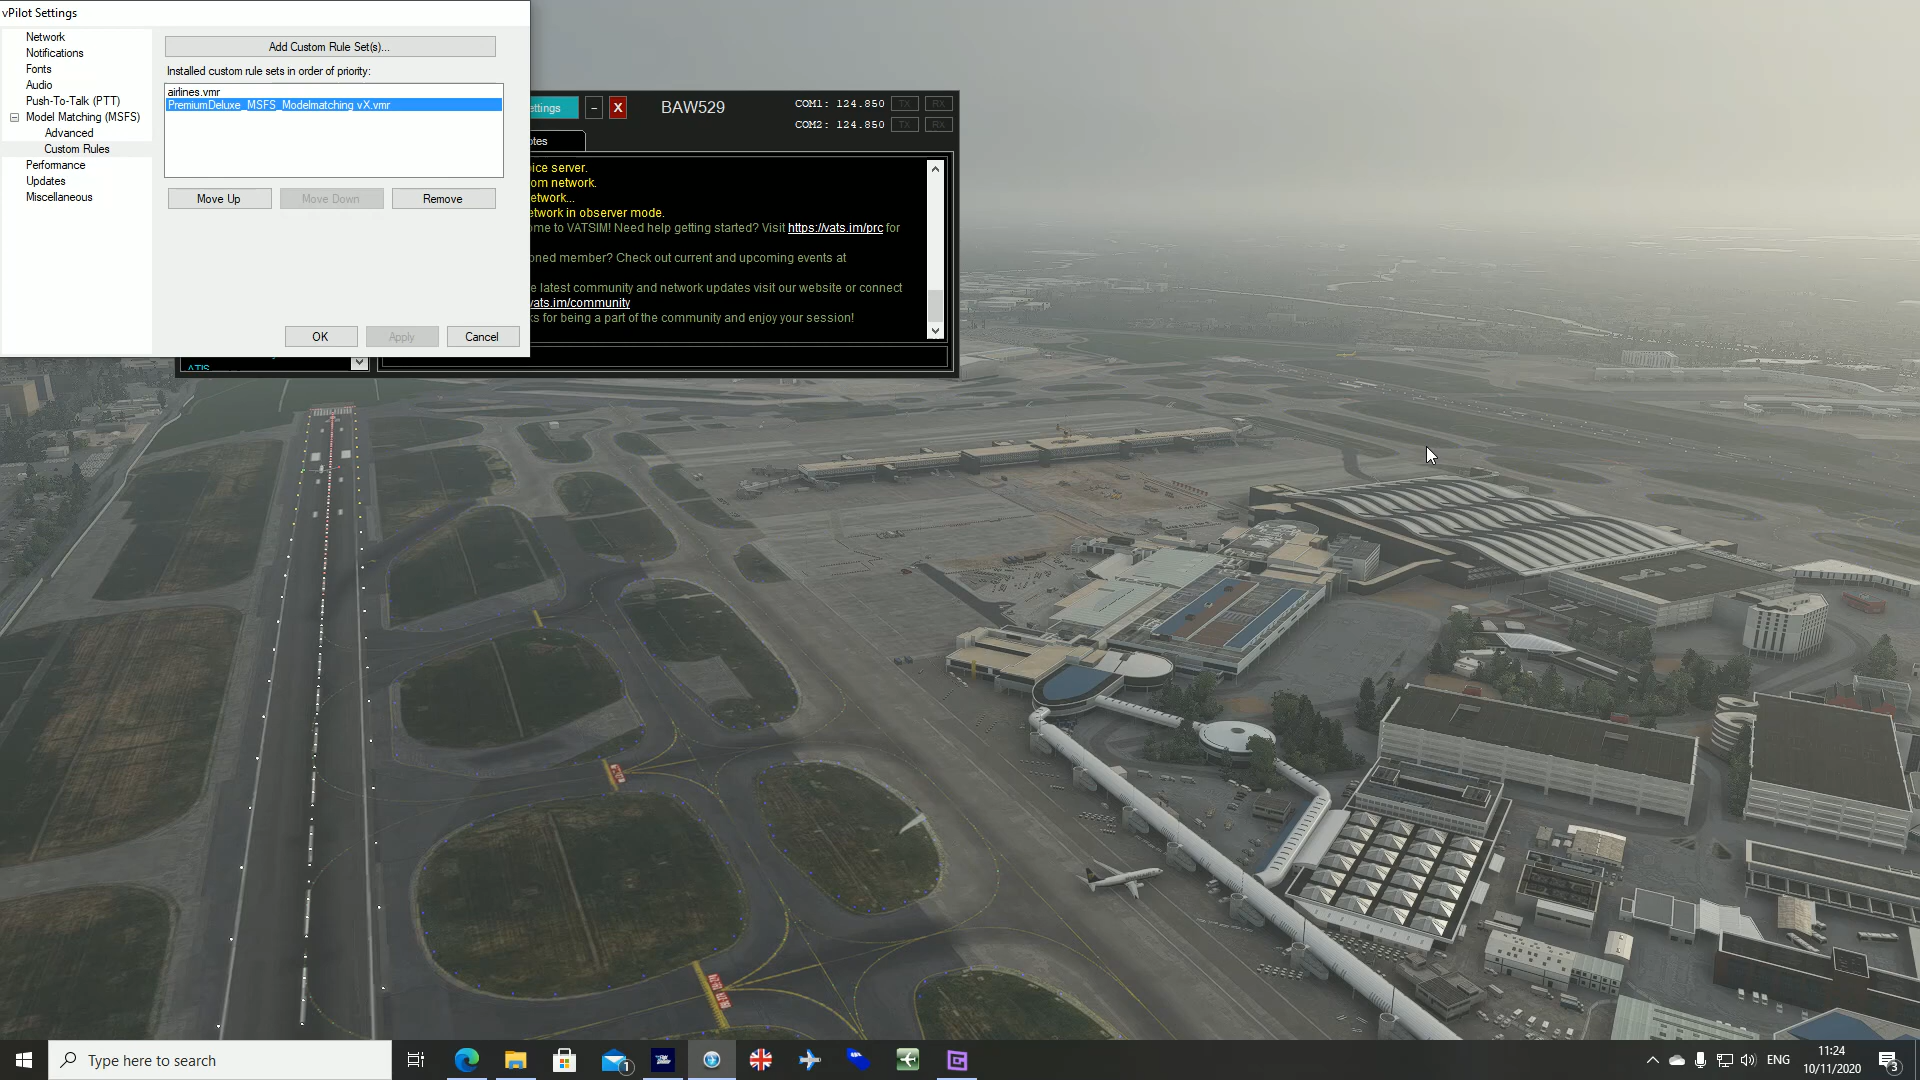 vPilot Settings
Network
Notifications
Fonts
Audio
Push-To-Talk (PTT)
Model Matching (MSFS)
Advanced
Custom Rules
Performance
Updates
Miscellaneous
Add Custom Rule Set(s)...
Installed custom rule sets in order of priority:
airlines.vmr
PremiumDeluxe_MSFS_Modelmatching vX.vmr
Move Up
Move Down
Remove
OK
Apply
Cancel
ettings
-
X
BAW529
COM1: 124.850 TX RX
COM2: 124.850 TX RX
otes
ice server.
om network.
etwork...
etwork in observer mode.
ome to VATSIM! Need help getting started? Visit https://vats.im/prc for
oned member? Check out current and upcoming events at
e latest community and network updates visit our website or connect
vats.im/community
ks for being a part of the community and enjoy your session!
ATIS
Type here to search
1
ENG
11:24
10/11/2020
3